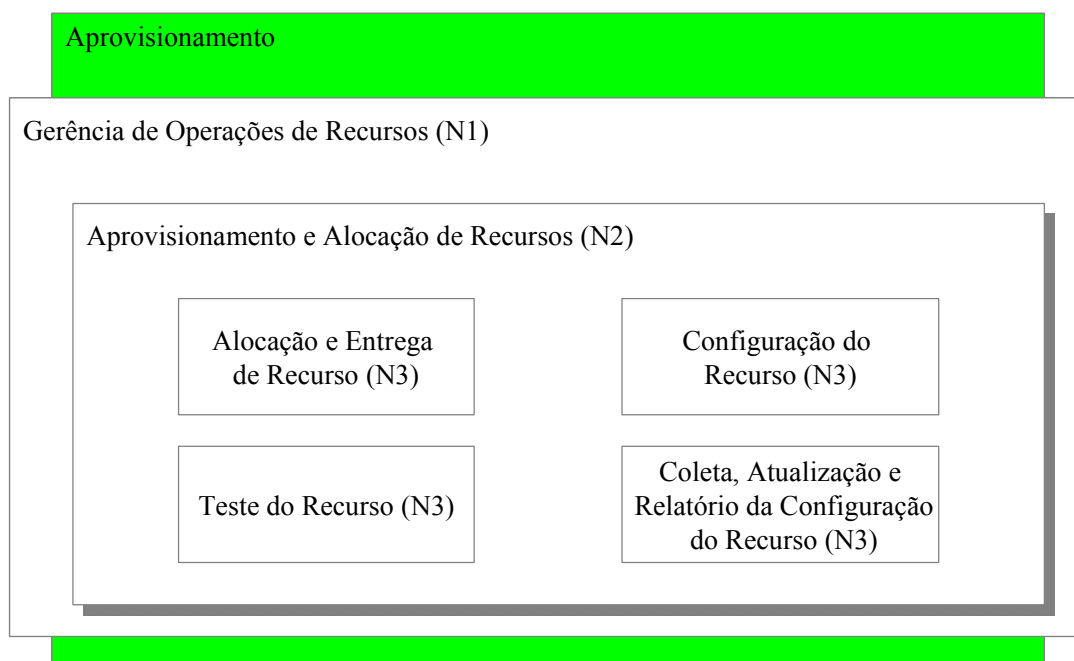 Aprovisionamento
Gerência de Operações de Recursos (N1)
Aprovisionamento e Alocação de Recursos (N2)
Alocação e Entrega
de Recurso (N3)
Configuração do
Recurso (N3)
Teste do Recurso (N3)
Coleta, Atualização e
Relatório da Configuração
do Recurso (N3)